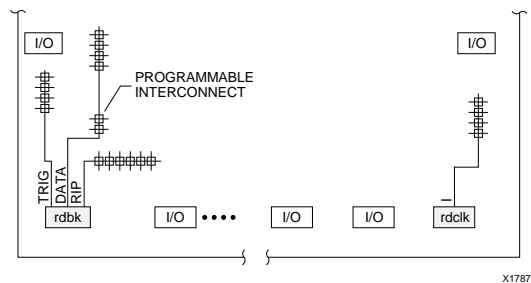 I/O
I/O
PROGRAMMABLE
INTERCONNECT
TRIG
DATA
RIP
I
rdbk
I/O
I/O
I/O
rdclk
X1787